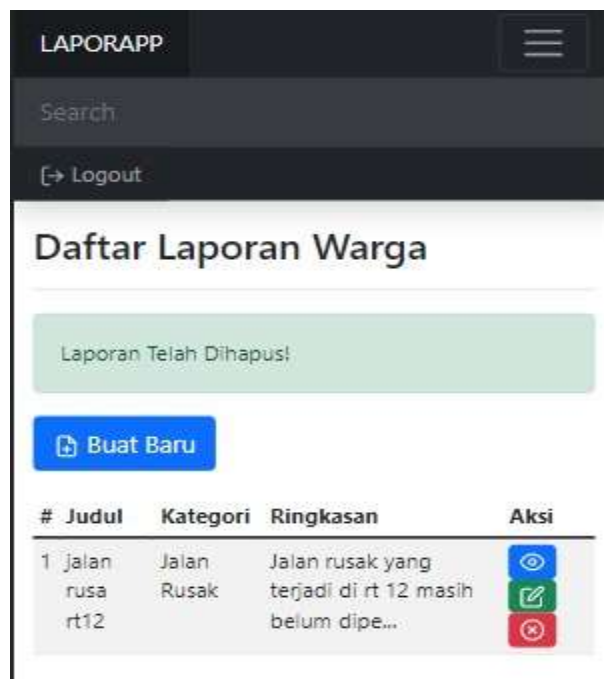 LAPORAPP
Search
Logout
Daftar Laporan Warga
Laporan Telah Dihapus!
Buat Baru
# Judul Kategori Ringkasan Aksi
1 jalan Jalan Jalan rusak yang
rusa Rusak terjadi di rt 12 masih
rt12 belum dipe...